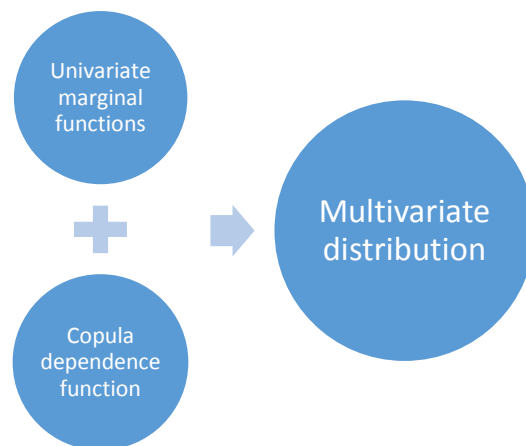 Univariate
marginal
functions
Copula
dependence
function
Multivariate
distribution